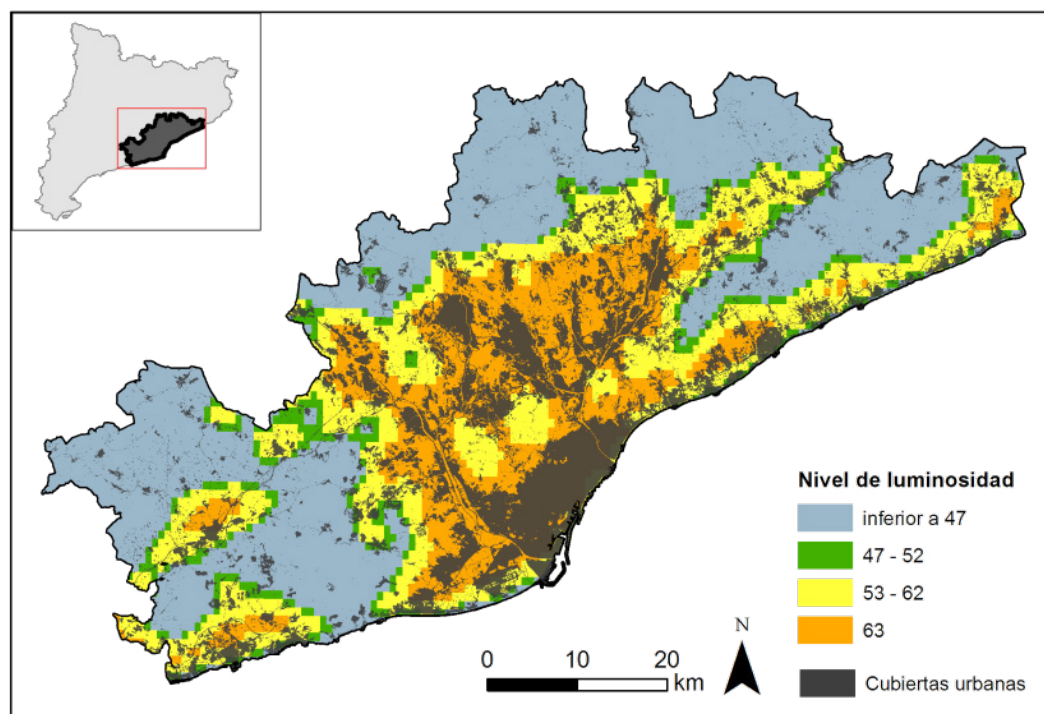 Nivel de luminosidad
inferior a 47
47 - 52
53 - 62
63
Cubiertas urbanas
N
0 10 20
km